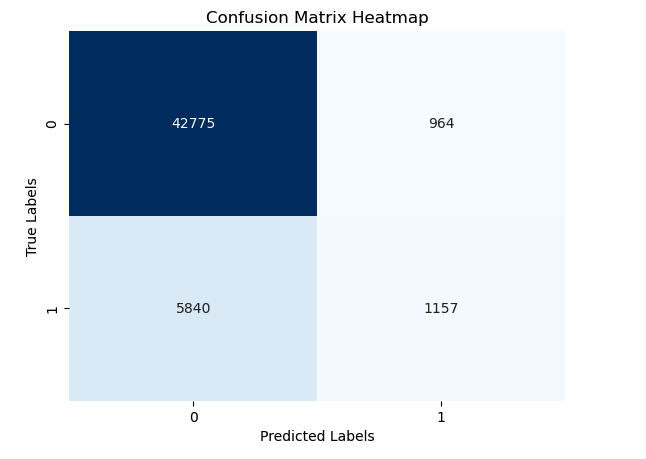 Confusion Matrix Heatmap
True Labels
0
42775
964
1
5840
1157
0
1
Predicted Labels